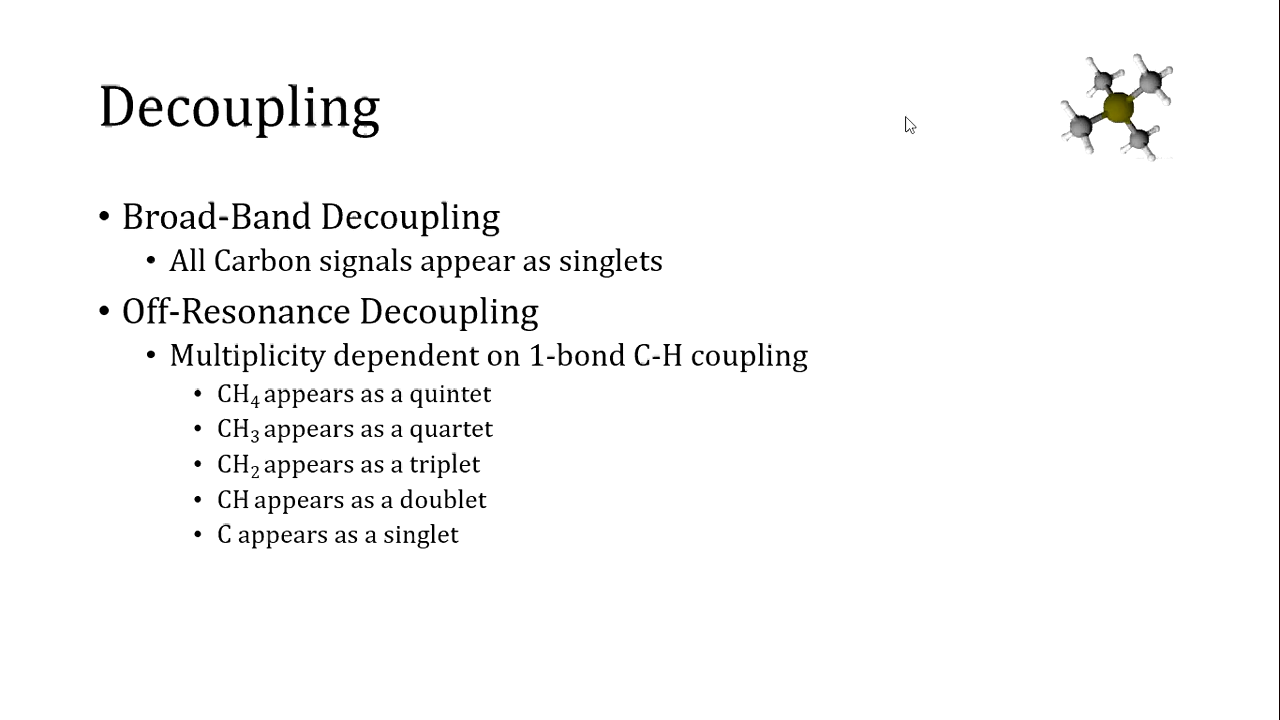 Decoupling
• Broad-Band Decoupling
• All Carbon signals appear as singlets
• Off-Resonance Decoupling
• Multiplicity dependent on 1-bond C-H coupling
• CH₄ appears as a quintet
• CH₃ appears as a quartet
• CH₂ appears as a triplet
• CH appears as a doublet
• C appears as a singlet